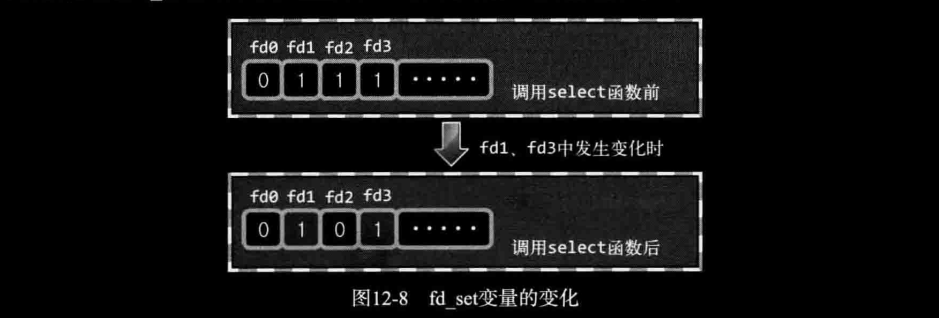 fd0 fd1 fd2 fd3
0 1 1 1 ·····
调用select函数前
fd1、fd3中发生变化时
fd0 fd1 fd2 fd3
0 1 0 1 ·····
调用select函数后
图12-8 fd_set变量的变化